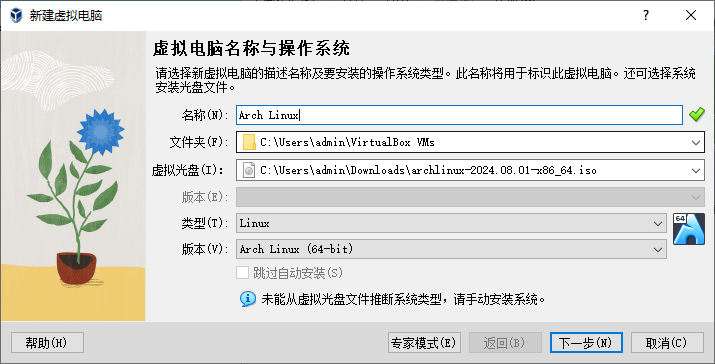 新建虚拟电脑
虚拟电脑名称与操作系统
请选择新虚拟电脑的描述名称及要安装的操作系统类型。此名称将用于标识此虚拟电脑。还可选择系统
安装光盘文件。
名称(N): Arch Linux
文件夹(F): C:\Users\admin\VirtualBox VMs
虚拟光盘(I): C:\Users\admin\Downloads\archlinux-2024.08.01-x86_64.iso
版本(E):
类型(T): Linux 64
版本(V): Arch Linux (64-bit)
跳过自动安装(S)
未能从虚拟光盘文件推断系统类型，请手动安装系统。
帮助(H) 专家模式(E) 返回(B) 下一步(N) 取消(C)